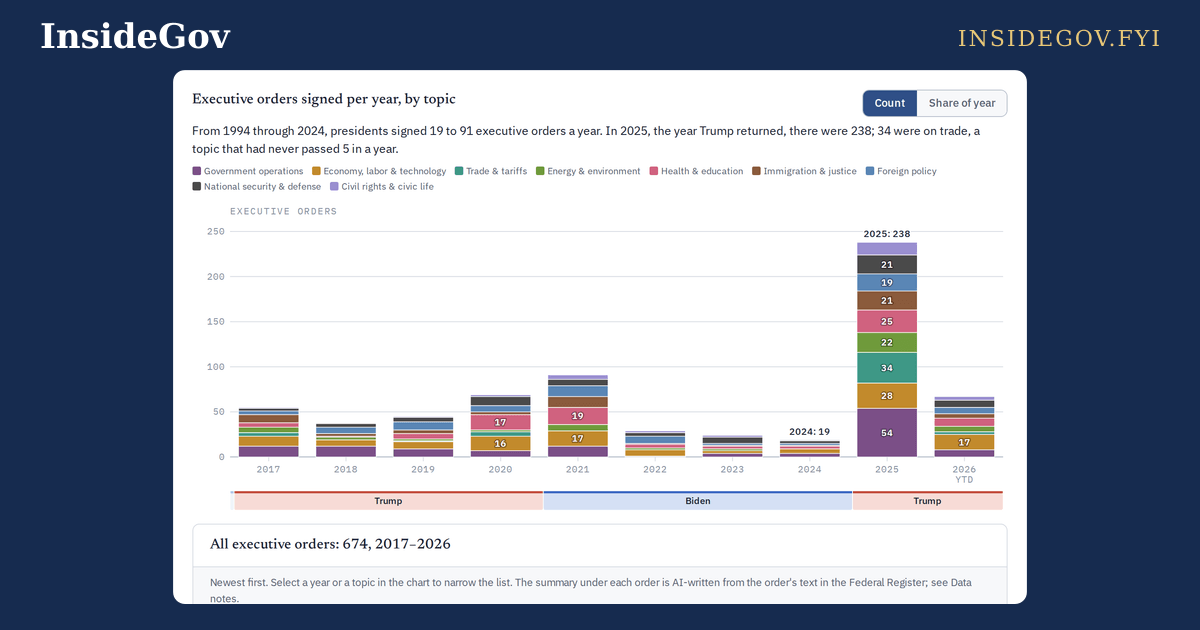 InsideGov
INSIDEGOV.FYI
Executive orders signed per year, by topic
Count
Share of year
From 1994 through 2024, presidents signed 19 to 91 executive orders a year. In 2025, the year Trump returned, there were 238; 34 were on trade, a
topic that had never passed 5 in a year.
Government operations
Economy, labor & technology
Trade & tariffs
Energy & environment
Health & education
Immigration & justice
Foreign policy
National security & defense
Civil rights & civic life
EXECUTIVE ORDERS
250
200
150
100
50
0
17
16
19
17
2024: 19
2025: 238
21
19
21
25
22
34
28
54
17
2017
2018
2019
2020
2021
2022
2023
2024
2025
2026
YTD
Trump
Biden
Trump
All executive orders: 674, 2017–2026
Newest first. Select a year or a topic in the chart to narrow the list. The summary under each order is AI-written from the order's text in the Federal Register; see Data
notes.